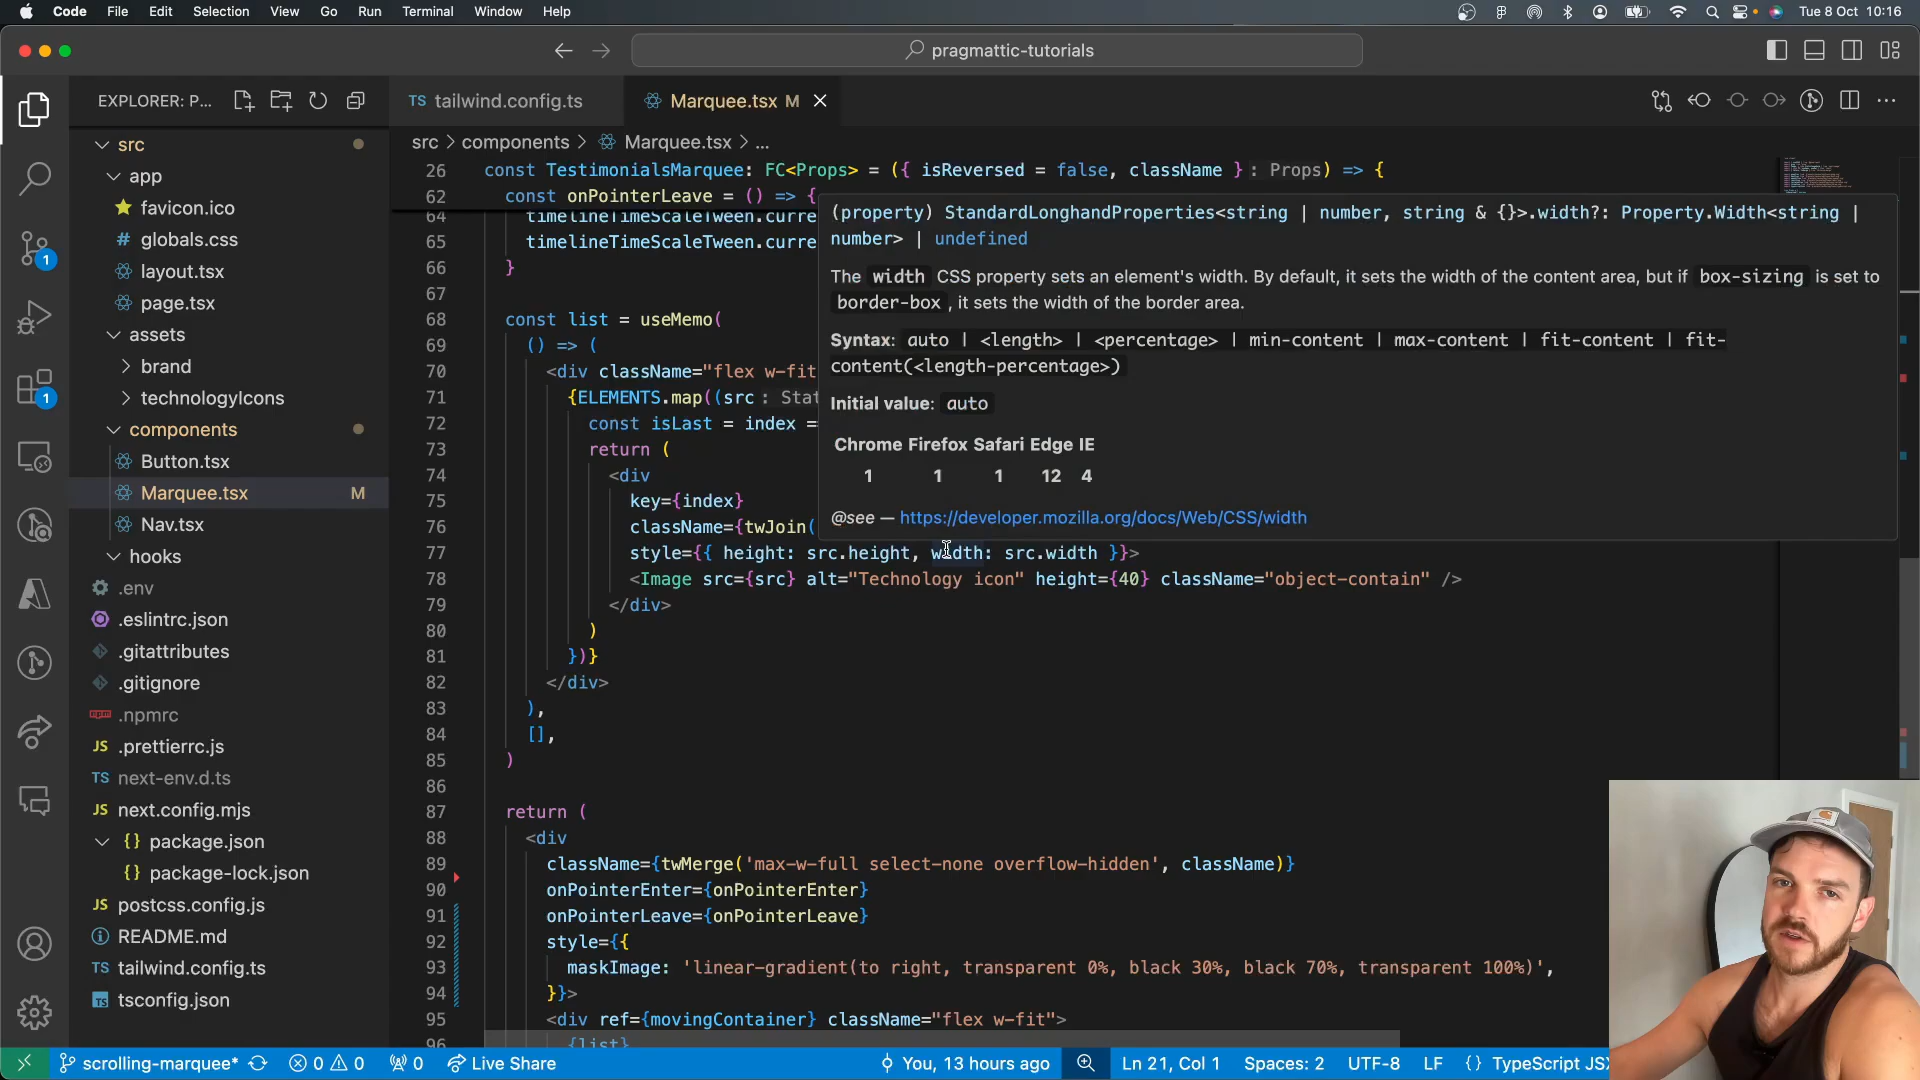 Code File Edit Selection View Go Run Terminal Window Help Tue 8 Oct 10:16
pragmattic-tutorials
EXPLORER: P...
TS tailwind.config.ts
Marquee.tsx M
src > components > Marquee.tsx > ...
src
app
favicon.ico
# globals.css
layout.tsx
page.tsx
assets
brand
technologyIcons
components
Button.tsx
Marquee.tsx M
Nav.tsx
hooks
.env
.eslintrc.json
.gitattributes
.gitignore
npm .npmrc
JS .prettierrc.js
TS next-env.d.ts
JS next.config.mjs
{} package.json
{} package-lock.json
JS postcss.config.js
README.md
TS tailwind.config.ts
TS tsconfig.json
1
1
26 const TestimonialsMarquee: FC<Props> = ({ isReversed = false, className }: Props) => {
62 const onPointerLeave = () => {
64 timelineTimeScaleTween.curre
65 timelineTimeScaleTween.curre
66 }
67
68 const list = useMemo(
69 () => (
70 <div className="flex w-fit
71 {ELEMENTS.map((src: Stat
72 const isLast = index =
73 return (
74 <div
75 key={index}
76 className={twJoin(
77 style={{ height: src.height, width: src.width }}>
78 <Image src={src} alt="Technology icon" height={40} className="object-contain" />
79 </div>
80 )
81 })}
82 </div>
83 ),
84 [],
85 )
86
87 return (
88 <div
89 className={twMerge('max-w-full select-none overflow-hidden', className)}
90 onPointerEnter={onPointerEnter}
91 onPointerLeave={onPointerLeave}
92 style={{
93 maskImage: 'linear-gradient(to right, transparent 0%, black 30%, black 70%, transparent 100%)',
94 }}>
95 <div ref={movingContainer} className="flex w-fit">
96 {list}
(property) StandardLonghandProperties<string | number, string & {}>.width?: Property.Width<string |
number> | undefined
The width CSS property sets an element's width. By default, it sets the width of the content area, but if box-sizing is set to
border-box, it sets the width of the border area.
Syntax: auto | <length> | <percentage> | min-content | max-content | fit-content | fit-
content(<length-percentage>)
Initial value: auto
Chrome Firefox Safari Edge IE
1 1 1 12 4
@see — https://developer.mozilla.org/docs/Web/CSS/width
scrolling-marquee* 0 0 0 Live Share You, 13 hours ago Ln 21, Col 1 Spaces: 2 UTF-8 LF {} TypeScript JS